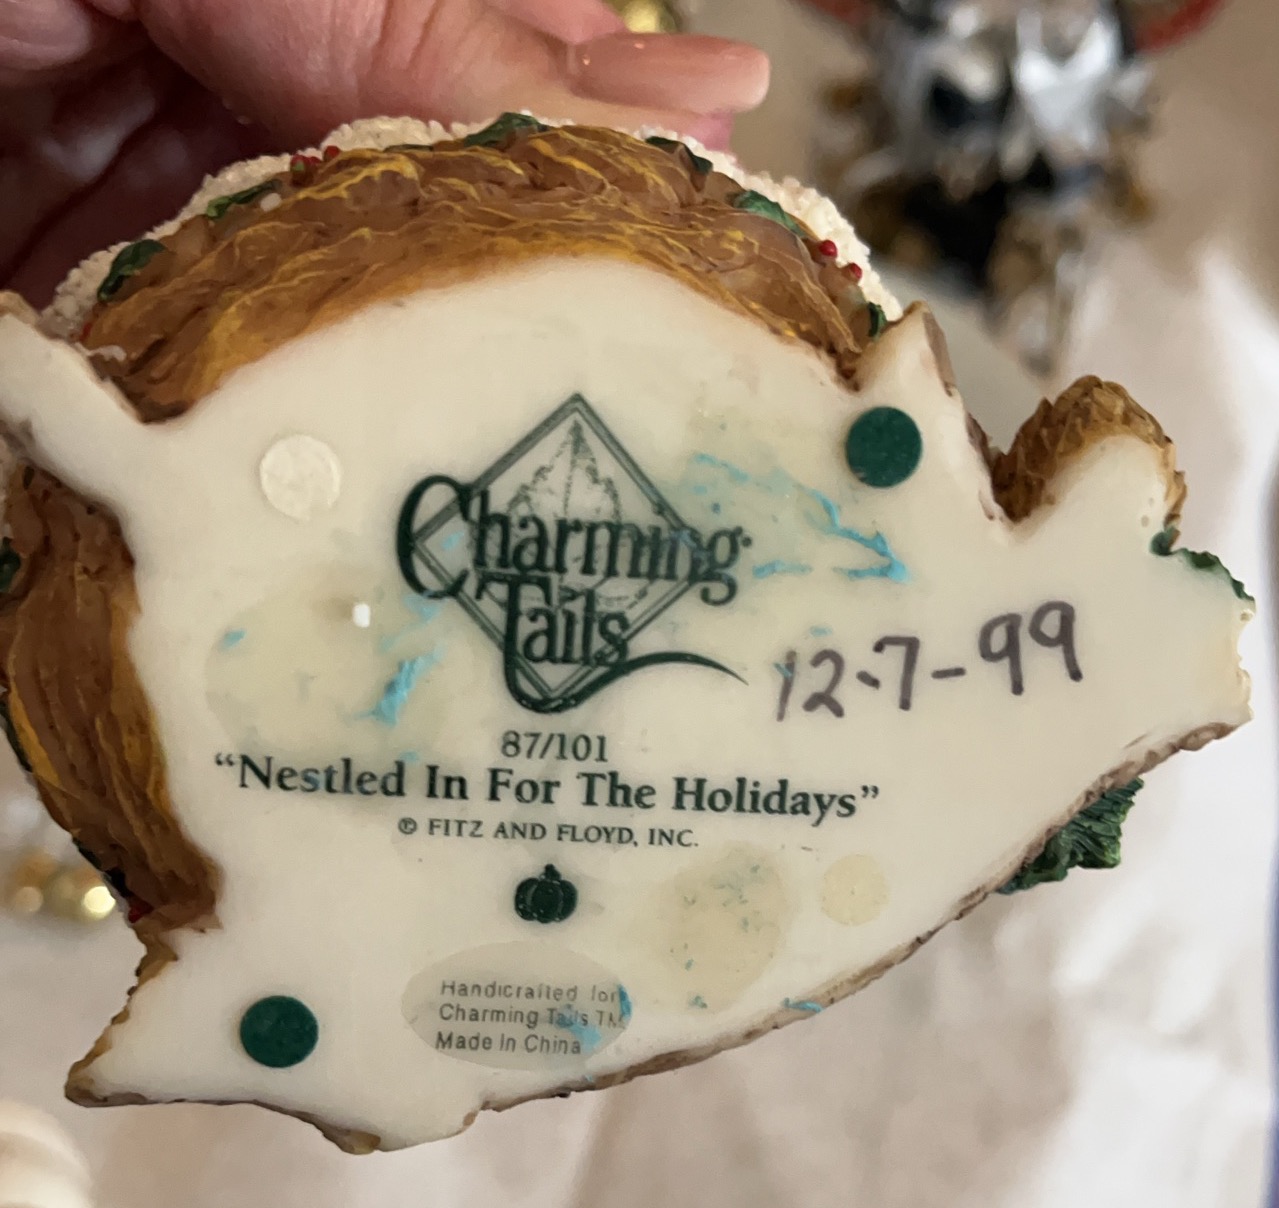 Charming
Tails
12-7-99
87/101
“Nestled In For The Holidays”
® FITZ AND FLOYD, INC.
Handicrafted for
Charming Tails TM
Made In China